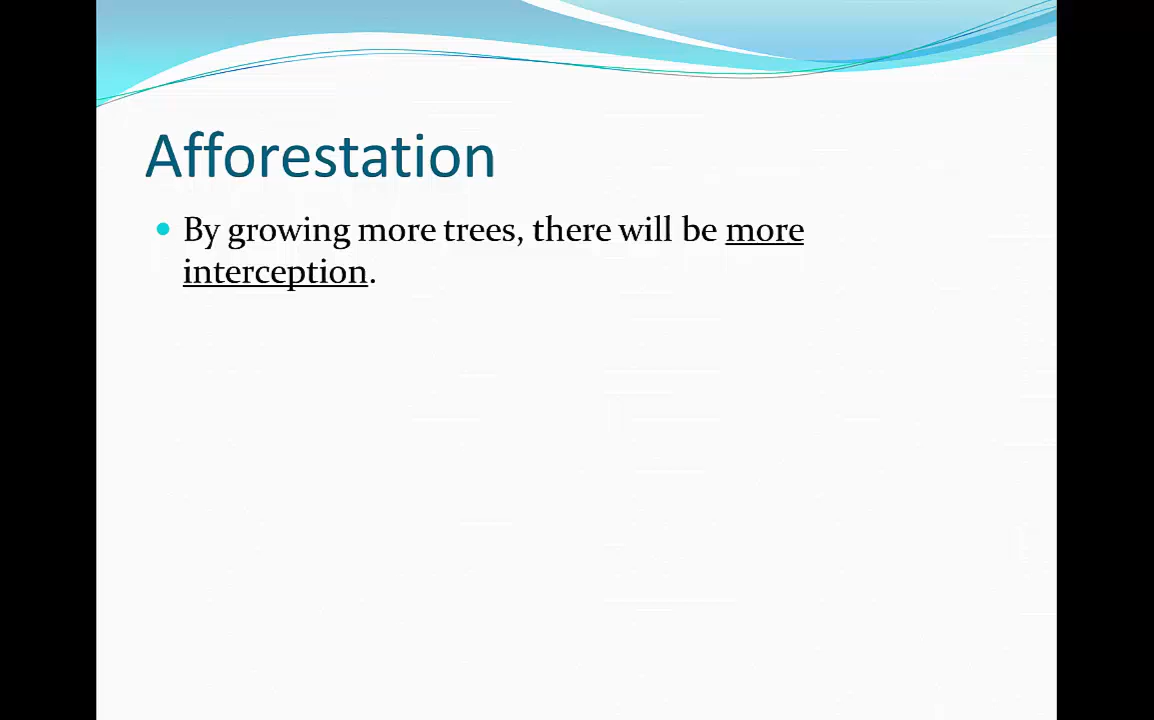 Afforestation
By growing more trees, there will be more
interception.